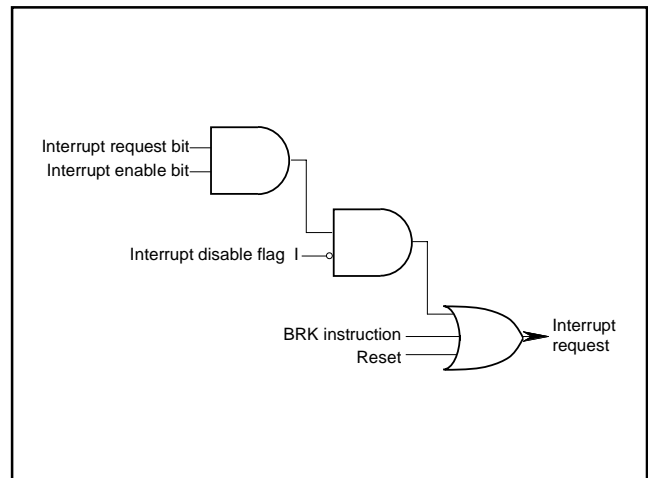 Interrupt request bit
Interrupt enable bit
Interrupt disable flag I
BRK instruction
Reset
Interrupt
request